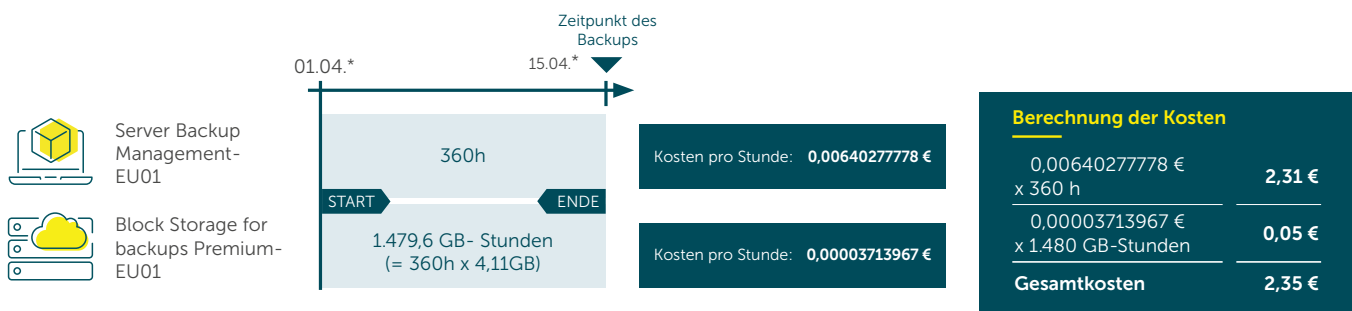 Zeitpunkt des
Backups
01.04.*
15.04.*
Server Backup
Management-
EU01
360h
Kosten pro Stunde: 0,00640277778 €
START
ENDE
Block Storage for
backups Premium-
EU01
1.479,6 GB- Stunden
(= 360h x 4,11GB)
Kosten pro Stunde: 0,00003713967 €
Berechnung der Kosten
0,00640277778 €
x 360 h
2,31 €
0,00003713967 €
x 1.480 GB-Stunden
0,05 €
Gesamtkosten
2,35 €